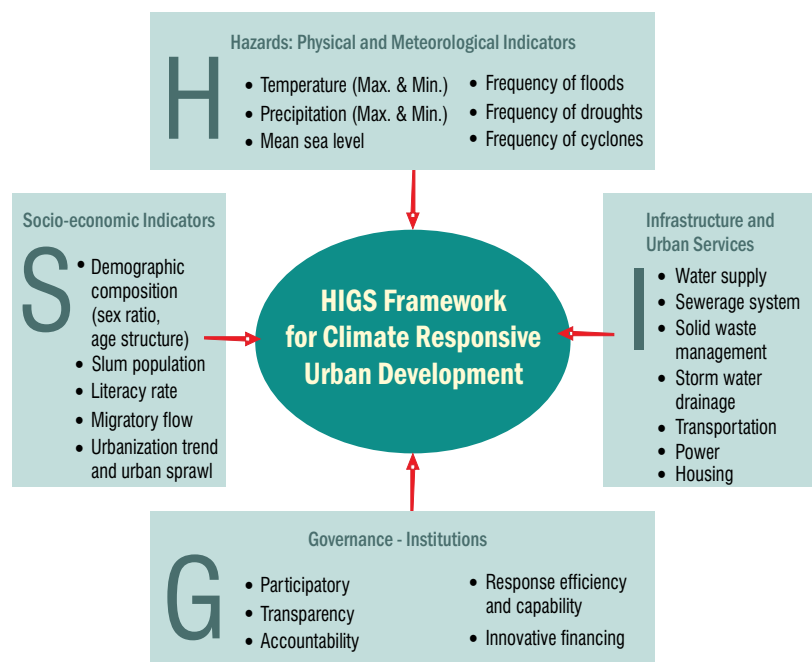 Hazards: Physical and Meteorological Indicators
H
• Temperature (Max. & Min.)
• Precipitation (Max. & Min.)
• Mean sea level
• Frequency of floods
• Frequency of droughts
• Frequency of cyclones
Socio-economic Indicators
S
• Demographic
composition
(sex ratio,
age structure)
• Slum population
• Literacy rate
• Migratory flow
• Urbanization trend
and urban sprawl
HIGS Framework
for Climate Responsive
Urban Development
Infrastructure and
Urban Services
I
• Water supply
• Sewerage system
• Solid waste
management
• Storm water
drainage
• Transportation
• Power
• Housing
Governance - Institutions
G
• Participatory
• Transparency
• Accountability
• Response efficiency
and capability
• Innovative financing